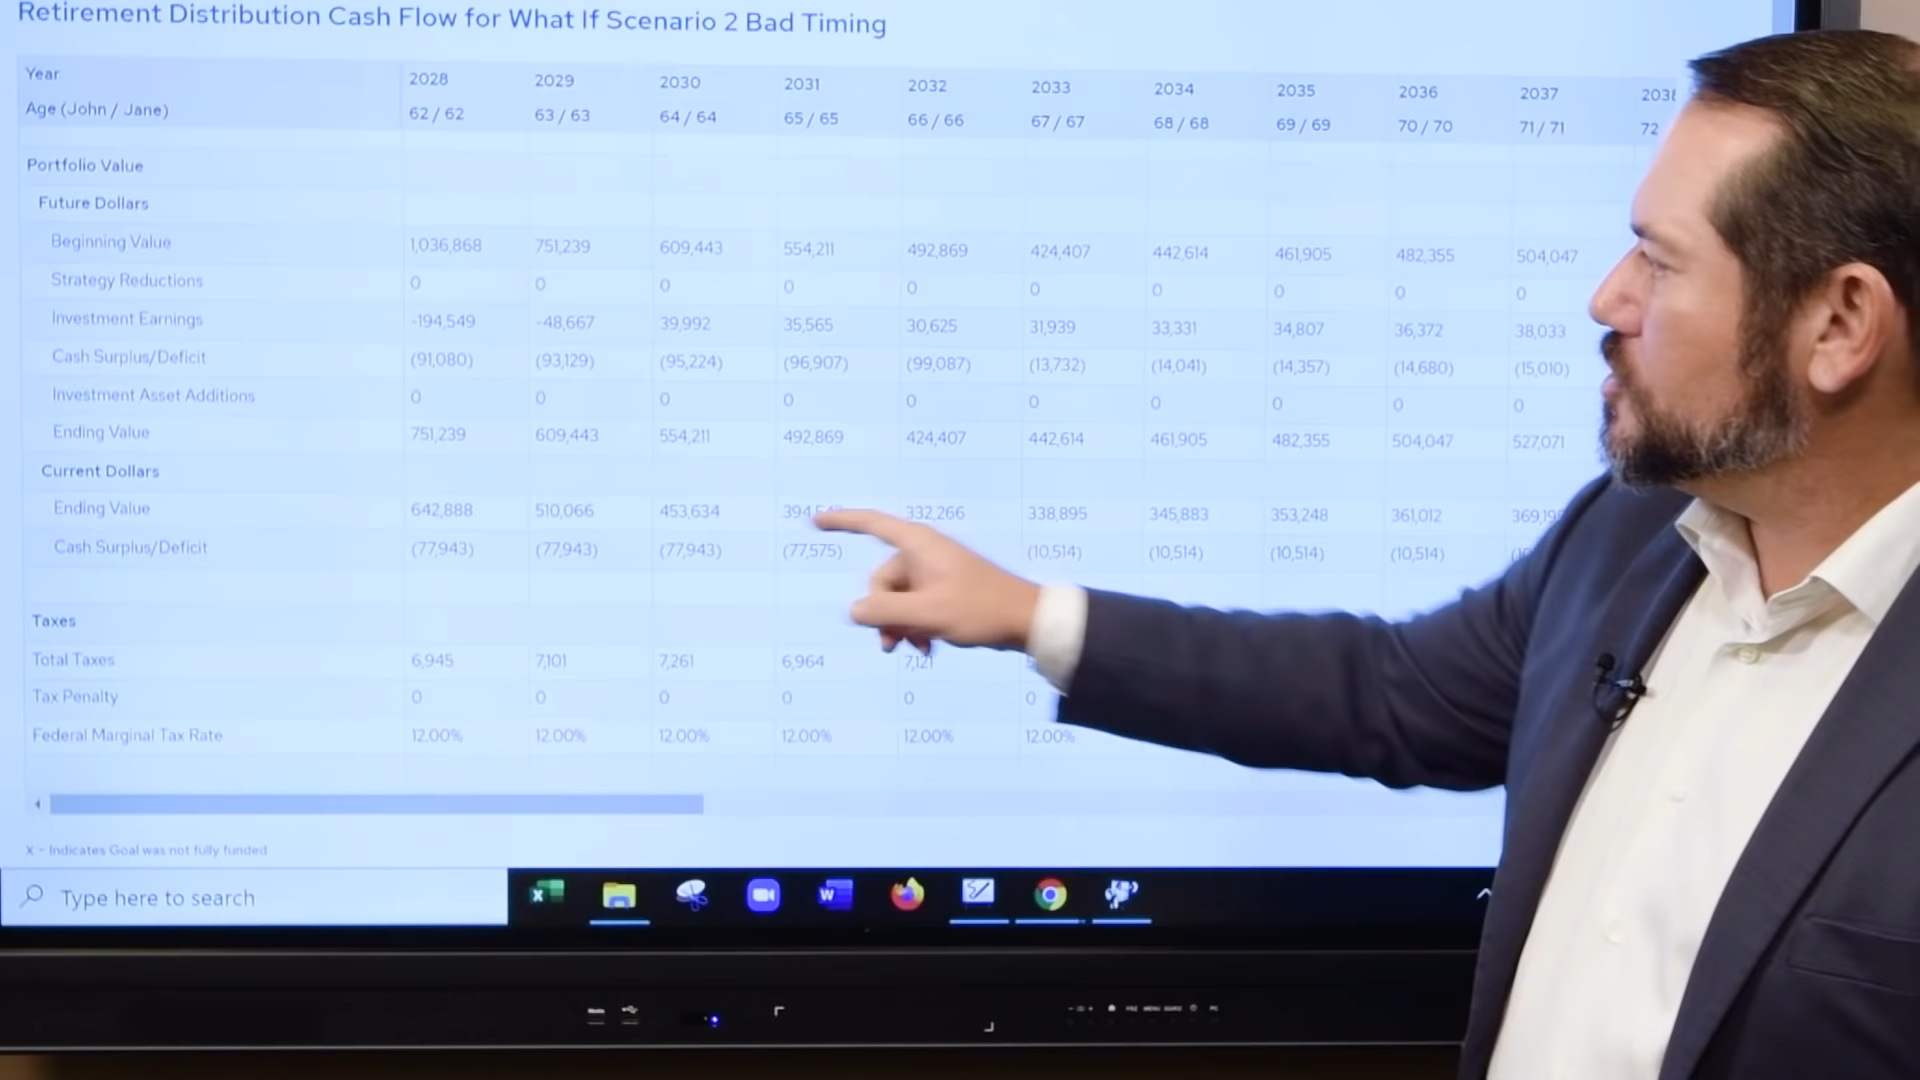 Retirement Distribution Cash Flow for What If Scenario 2 Bad Timing
Year 2028 2029 2030 2031 2032 2033 2034 2035 2036 2037
Age (John / Jane) 62 / 62 63 / 63 64 / 64 65 / 65 66 / 66 67 / 67 68 / 68 69 / 69 70 / 70 71 / 71 72
Portfolio Value
Future Dollars
Beginning Value 1,036,868 751,239 609,443 554,211 492,869 424,407 442,614 461,905 482,355 504,047
Strategy Reductions 0 0 0 0 0 0 0 0 0 0
Investment Earnings -194,549 -48,667 39,992 35,565 30,625 31,939 33,331 34,807 36,372 38,033
Cash Surplus/Deficit (91,080) (93,129) (95,224) (96,907) (99,087) (13,732) (14,041) (14,357) (14,680) (15,010)
Investment Asset Additions 0 0 0 0 0 0 0 0 0 0
Ending Value 751,239 609,443 554,211 492,869 424,407 442,614 461,905 482,355 504,047 527,071
Current Dollars
Ending Value 642,888 510,066 453,634 332,266 338,895 345,883 353,248 361,012
Cash Surplus/Deficit (77,943) (77,943) (77,943) (77,575) (10,514) (10,514) (10,514) (10,514)
Taxes
Total Taxes 6,945 7,101 7,261 6,964 7,121
Tax Penalty 0 0 0 0 0 0
Federal Marginal Tax Rate 12.00% 12.00% 12.00% 12.00% 12.00% 12.00%
X - Indicates Goal was not fully funded
Type here to search